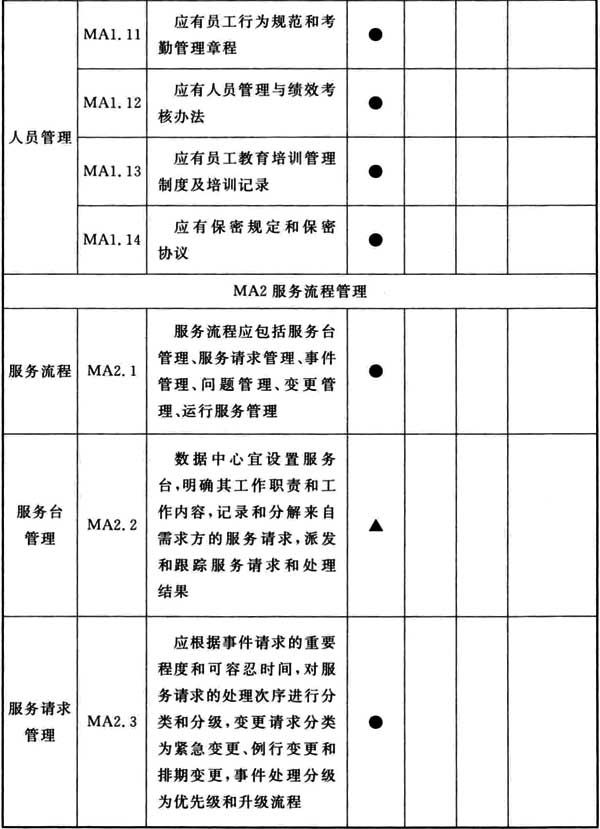 人员管理
MA1.11
应有员工行为规范和考
勤管理章程
●
MA1.12
应有人员管理与绩效考
核办法
●
MA1.13
应有员工教育培训管理
制度及培训记录
●
MA1.14
应有保密规定和保密
协议
●
MA2服务流程管理
服务流程
MA2.1
服务流程应包括服务台
管理、服务请求管理、事件
管理、问题管理、变更管
理、运行服务管理
●
服务台
管理
MA2.2
数据中心宜设置服务
台,明确其工作职责和工
作内容,记录和分解来自
需求方的服务请求,派发
和跟踪服务请求和处理
结果
▲
服务请求
管理
MA2.3
应根据事件请求的重要
程度和可容忍时间,对服
务请求的处理次序进行分
类和分级,变更请求分类
为紧急变更、例行变更和
排期变更,事件处理分级
为优先级和升级流程
●